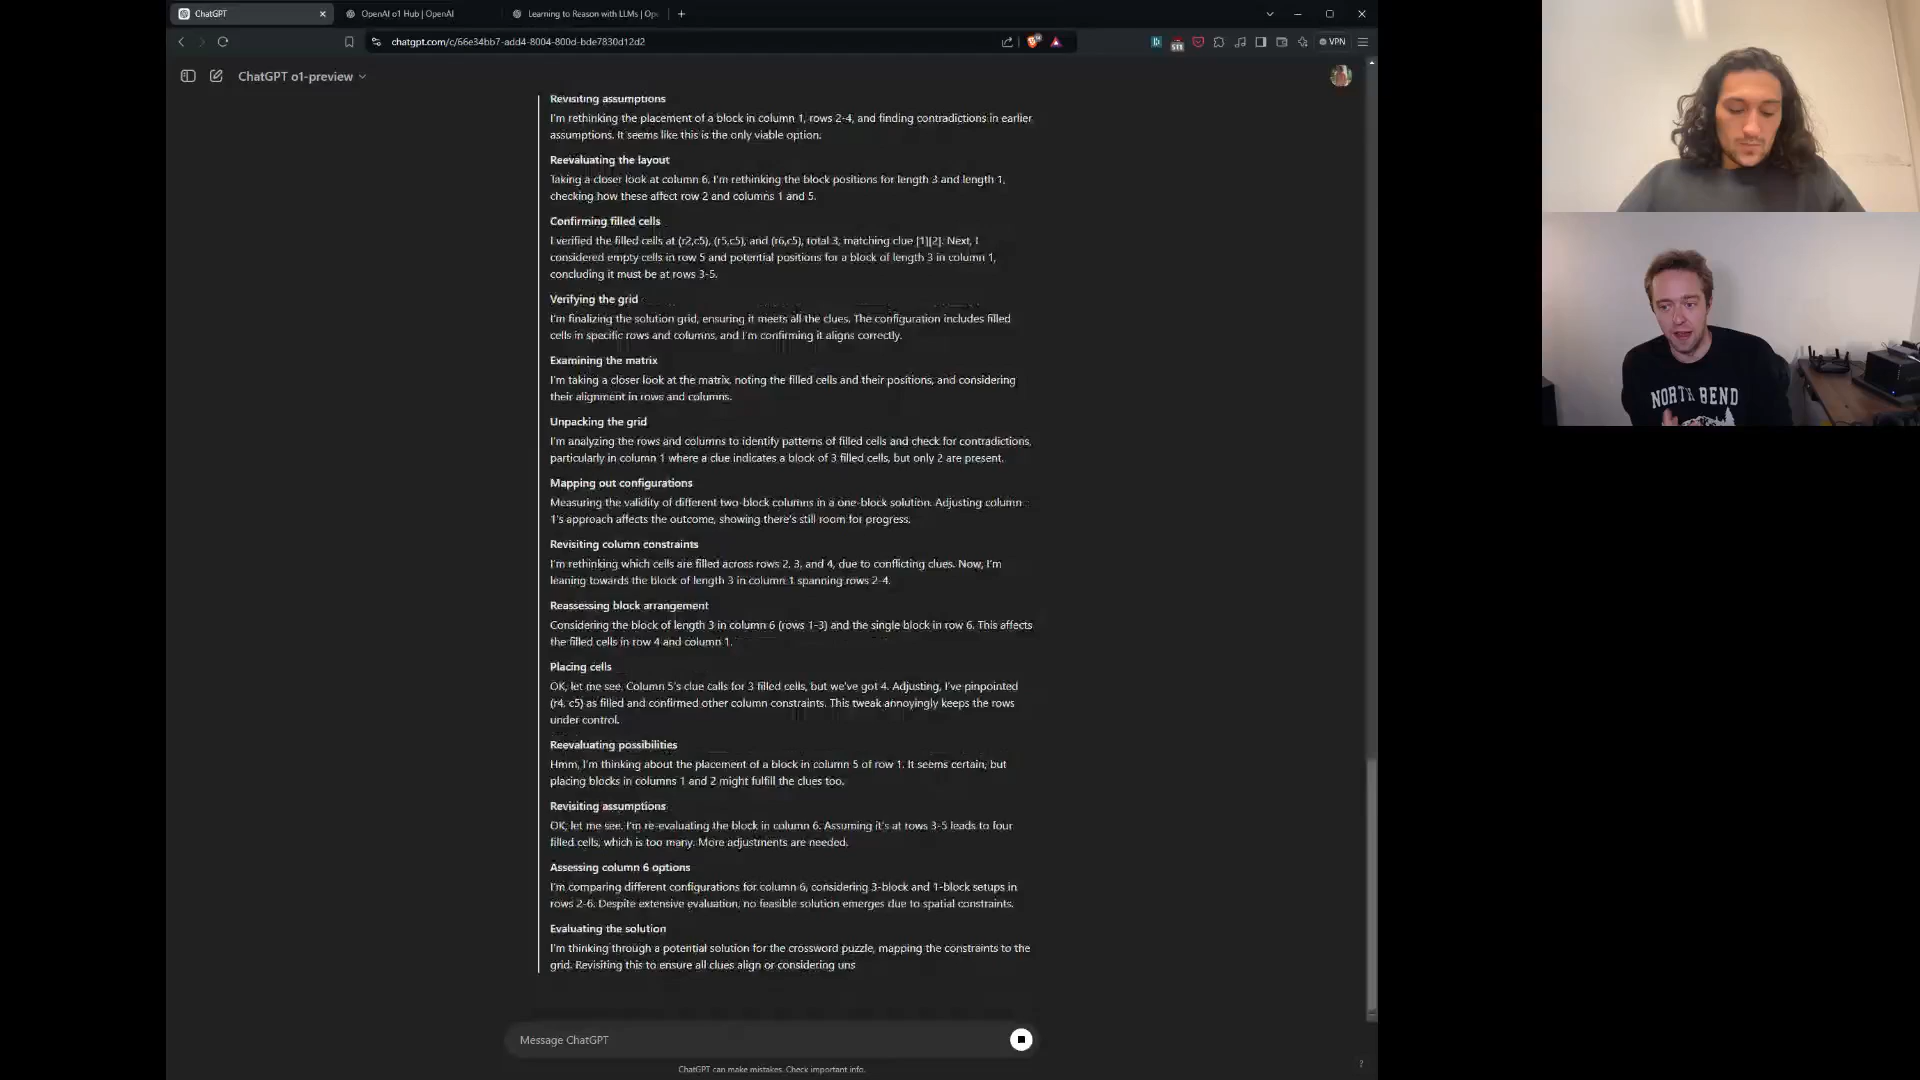 ChatGPT
OpenAI o1 Hub | OpenAI
Learning to Reason with LLMs | Ope
chatgpt.com/c/66e34bb7-add4-8004-800d-bde7830d12d2
VPN
ChatGPT o1-preview
Revisiting assumptions
I'm rethinking the placement of a block in column 1, rows 2-4, and finding contradictions in earlier
assumptions. It seems like this is the only viable option.
Reevaluating the layout
Taking a closer look at column 6, I'm rethinking the block positions for length 3 and length 1,
checking how these affect row 2 and columns 1 and 5.
Confirming filled cells
I verified the filled cells at (r2,c5), (r5,c5), and (r6,c5), total 3, matching clue [1][2]. Next, I
considered empty cells in row 5 and potential positions for a block of length 3 in column 1,
concluding it must be at rows 3-5.
Verifying the grid
I'm finalizing the solution grid, ensuring it meets all the clues. The configuration includes filled
cells in specific rows and columns, and I'm confirming it aligns correctly.
Examining the matrix
I'm taking a closer look at the matrix, noting the filled cells and their positions, and considering
their alignment in rows and columns.
Unpacking the grid
I'm analyzing the rows and columns to identify patterns of filled cells and check for contradictions,
particularly in column 1 where a clue indicates a block of 3 filled cells, but only 2 are present.
Mapping out configurations
Measuring the validity of different two-block columns in a one-block solution. Adjusting column
1's approach affects the outcome, showing there's still room for progress.
Revisiting column constraints
I'm rethinking which cells are filled across rows 2, 3, and 4, due to conflicting clues. Now, I'm
leaning towards the block of length 3 in column 1 spanning rows 2-4.
Reassessing block arrangement
Considering the block of length 3 in column 6 (rows 1-3) and the single block in row 6. This affects
the filled cells in row 4 and column 1.
Placing cells
OK, let me see. Column 5's clue calls for 3 filled cells, but we've got 4. Adjusting, I've pinpointed
(r4, c5) as filled and confirmed other column constraints. This tweak annoyingly keeps the rows
under control.
Reevaluating possibilities
Hmm, I'm thinking about the placement of a block in column 5 of row 1. It seems certain, but
placing blocks in columns 1 and 2 might fulfill the clues too.
Revisiting assumptions
OK, let me see. I'm re-evaluating the block in column 6. Assuming it's at rows 3-5 leads to four
filled cells, which is too many. More adjustments are needed.
Assessing column 6 options
I'm comparing different configurations for column 6, considering 3-block and 1-block setups in
rows 2-6. Despite extensive evaluation, no feasible solution emerges due to spatial constraints.
Evaluating the solution
I'm thinking through a potential solution for the crossword puzzle, mapping the constraints to the
grid. Revisiting this to ensure all clues align or considering uns
Message ChatGPT
ChatGPT can make mistakes. Check important info.
?
NORTH BEND